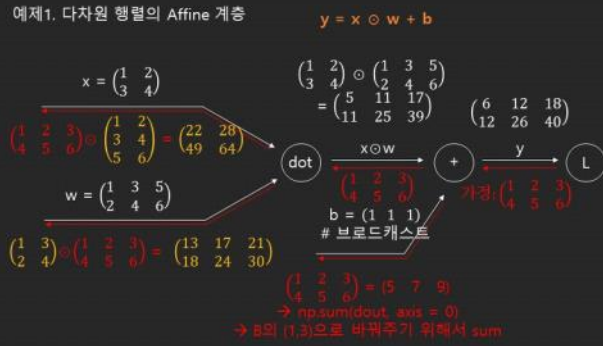 예제1. 다차원 행렬의 Affine 계층
y = x ⊙ w + b
x = (1 2
3 4)
(1 2) ⊙ (1 3 5)
(3 4) (2 4 6)
= (5 11 17)
(11 25 39)
(6 12 18)
(12 26 40)
(1 2 3)⊙(1 2) = (22 28)
(4 5 6) (3 4) (49 64)
(5 6)
dot
x⊙w
+
y
L
(1 2 3)
(4 5 6)
가정:(1 2 3)
(4 5 6)
w = (1 3 5)
(2 4 6)
b = (1 1 1)
# 브로드캐스트
(1 3)⊙(1 2 3) = (13 17 21)
(2 4) (4 5 6) (18 24 30)
(1 2 3) = (5 7 9)
(4 5 6)
→ np.sum(dout, axis = 0)
→ B의 (1,3)으로 바꿔주기 위해서 sum